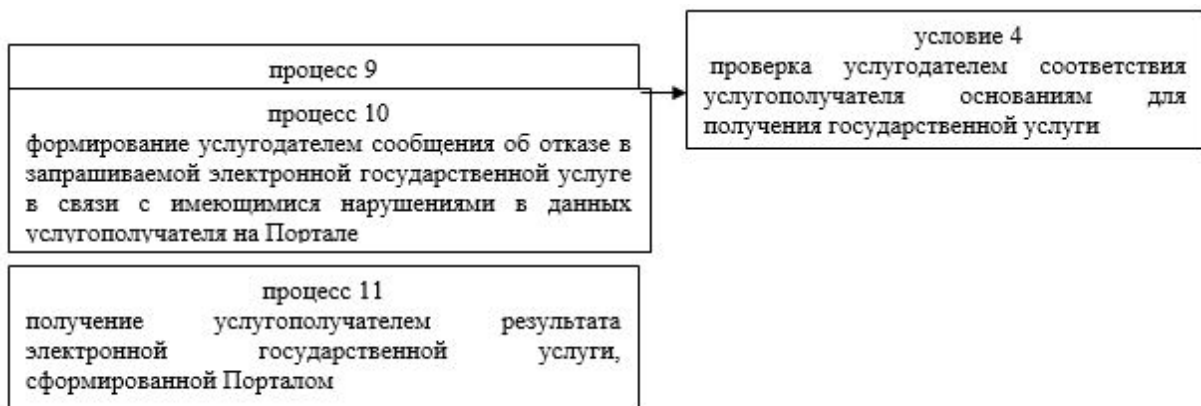 процесс 9
процесс 10
формирование услугодателем сообщения об отказе в
запрашиваемой электронной государственной услуге
в связи с имеющимися нарушениями в данных
услугополучателя на Портале
процесс 11
получение услугополучателем результата
электронной государственной услуги,
сформированной Порталом
условие 4
проверка услугодателем соответствия
услугополучателя основаниям для
получения государственной услуги